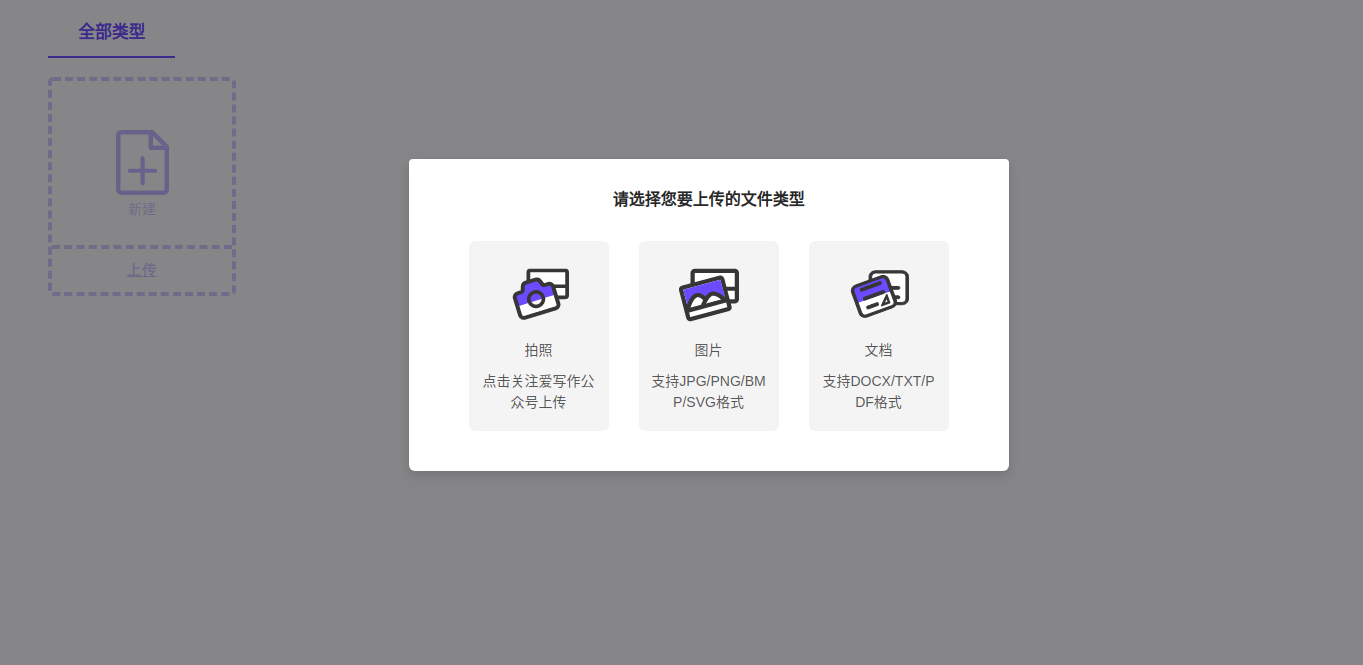 全部类型
新建
上传
请选择您要上传的文件类型
拍照
点击关注爱写作公
众号上传
图片
支持JPG/PNG/BM
P/SVG格式
文档
支持DOCX/TXT/P
DF格式